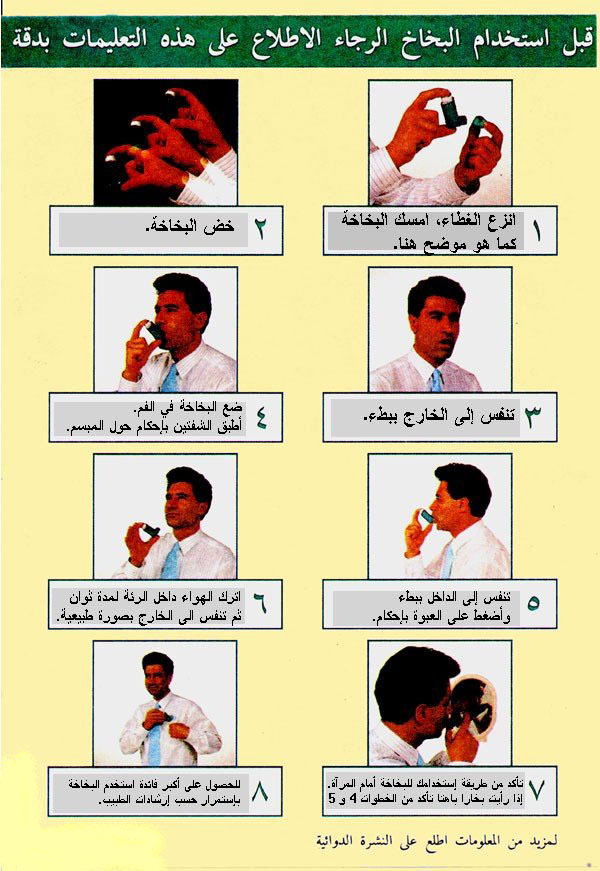 قبل استخدام البخاخ الرجاء الاطلاع على هذه التعليمات بدقة
١
انزع الغطاء، امسك البخاخة
كما هو موضح هنا.
٢
خض البخاخة.
٣
تنفس إلى الخارج ببطء.
٤
ضع البخاخة في الفم.
أطبق الشفتين بإحكام حول المبسم.
٥
تنفس إلى الداخل ببطء
وأضغط على العبوة بإحكام.
٦
اترك الهواء داخل الرئة لمدة ثوان
ثم تنفس الى الخارج بصورة طبيعية.
٧
تأكد من طريقة إستخدامك للبخاخة أمام المرآة.
إذا رأيت بخارا باهتا تأكد من الخطوات 4 و 5
٨
للحصول على أكبر فائدة استخدم البخاخة
بإستمرار حسب إرشادات الطبيب.
لمزيد من المعلومات اطلع على النشرة الدوائية